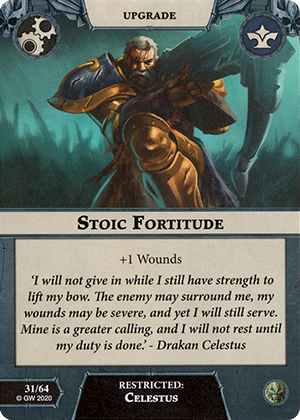 UPGRADE
STOIC FORTITUDE
+1 Wounds
‘I will not give in while I still have strength to
lift my bow. The enemy may surround me, my
wounds may be severe, and yet I will still serve.
Mine is a greater calling, and I will not rest until
my duty is done.’ - Drakan Celestus
31/64
© GW 2020
RESTRICTED:
CELESTUS